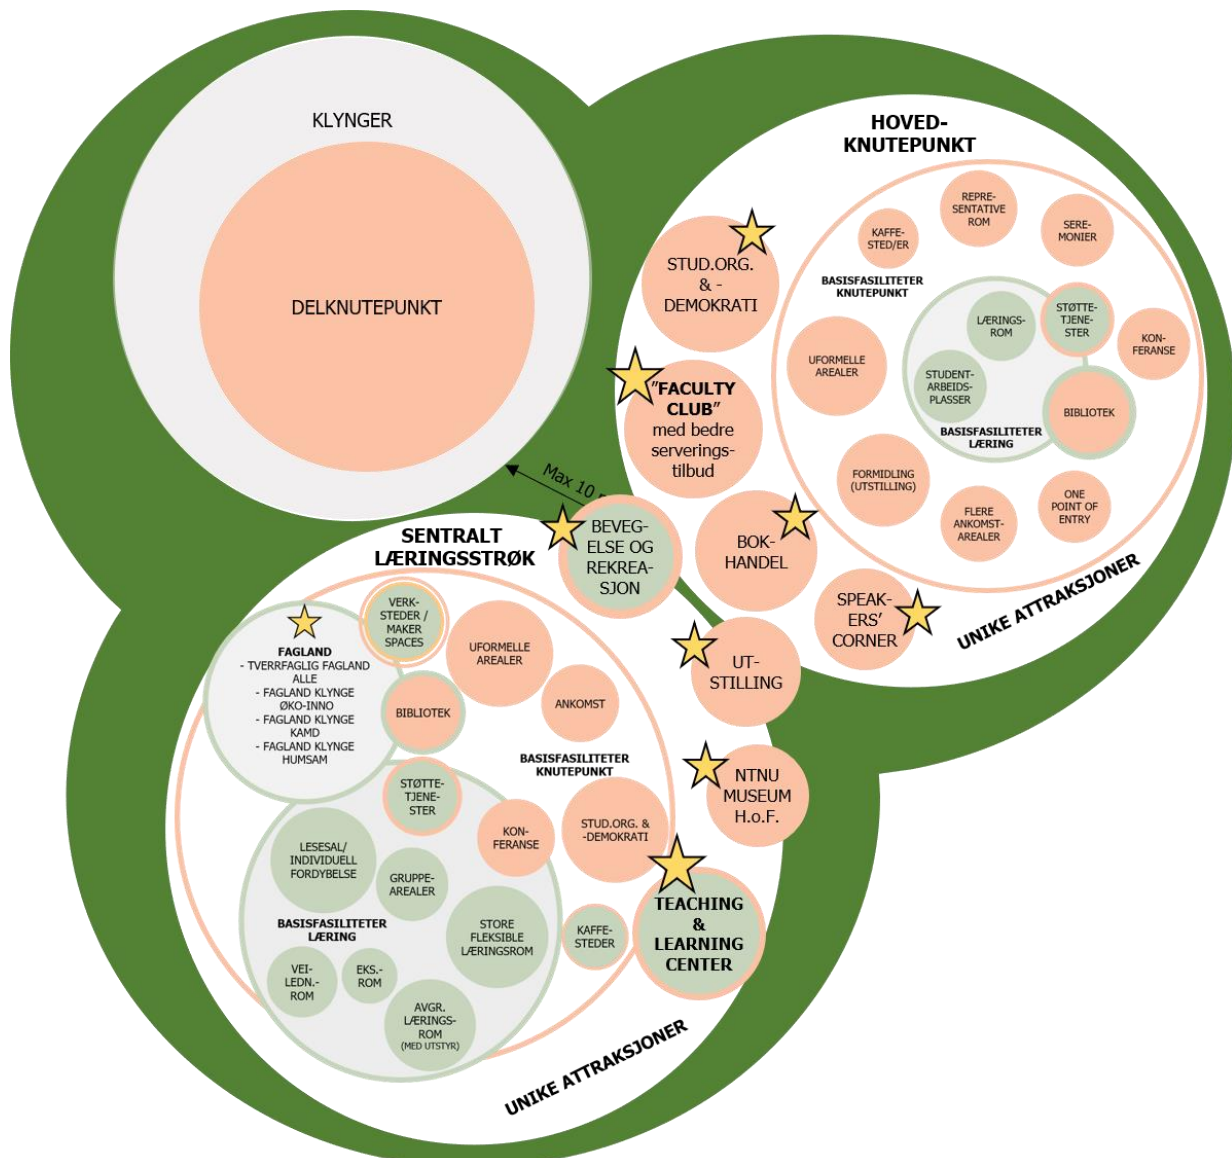 KLYNGER
DELKNUTEPUNKT
HOVED-
KNUTEPUNKT
REPRE-
SENTATIVE
ROM
SERE-
MONIER
KAFFE-
STED/ER
BASISFASILITETER
KNUTEPUNKT
STØTTE-
TJENE-
STER
LÆRINGS-
ROM
KON-
FERANSE
UFORMELLE
AREALER
STUDENT-
ARBEIDS-
PLASSER
BIBLIOTEK
BASISFASILITETER
LÆRING
FORMIDLING
(UTSTILLING)
FLERE
ANKOMST-
AREALER
ONE
POINT OF
ENTRY
UNIKE ATTRAKSJONER
STUD.ORG.
& -
DEMOKRATI
"FACULTY
CLUB"
med bedre
serverings-
tilbud
Max 10
BEVEG-
ELSE OG
REKREA-
SJON
BOK-
HANDEL
SPEAK-
ERS'
CORNER
UT-
STILLING
NTNU
MUSEUM
H.o.F.
SENTRALT
LÆRINGSSTRØK
VERK-
STEDER /
MAKER
SPACES
UFORMELLE
AREALER
FAGLAND
- TVERRFAGLIG FAGLAND
ALLE
- FAGLAND KLYNGE
ØKO-INNO
- FAGLAND KLYNGE
KAMD
- FAGLAND KLYNGE
HUMSAM
BIBLIOTEK
ANKOMST
BASISFASILITETER
KNUTEPUNKT
STØTTE-
TJENE-
STER
KON-
FERANSE
STUD.ORG. &
-DEMOKRATI
LESESAL/
INDIVIDUELL
FORDYBELSE
GRUPPE-
AREALER
BASISFASILITETER
LÆRING
STORE
FLEKSIBLE
LÆRINGSROM
KAFFE-
STEDER
TEACHING
&
LEARNING
CENTER
VEI-
LEDN.-
ROM
EKS.-
ROM
AVGR.
LÆRINGS-
ROM
(MED UTSTYR)
UNIKE ATTRAKSJONER